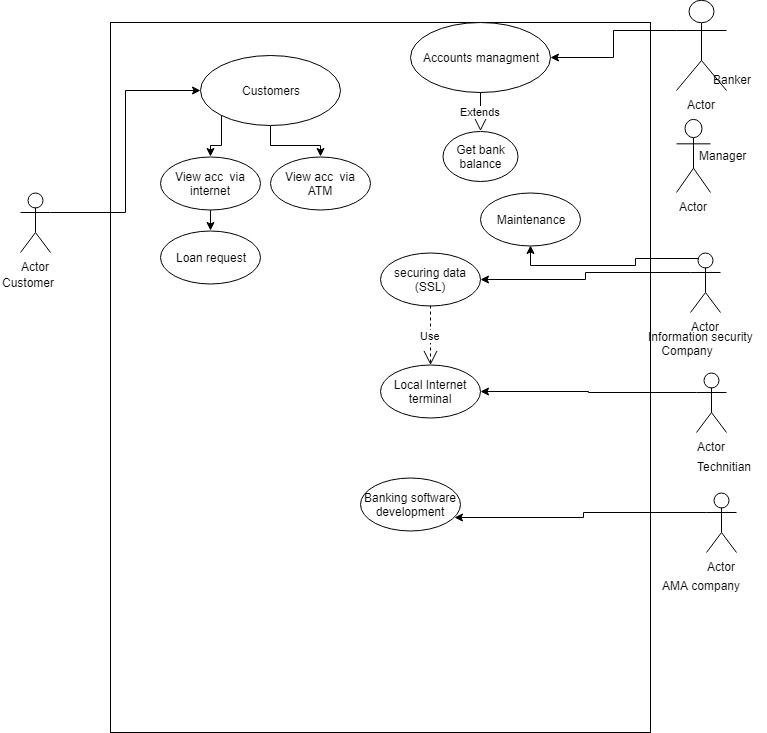 Accounts managment
Banker
Customers
Actor
Extends
Get bank
balance
Manager
View acc via
internet
View acc via
ATM
Actor
Maintenance
Loan request
Actor
Customer
securing data
(SSL)
Actor
Information security
Company
Use
Local Internet
terminal
Actor
Technitian
Banking software
development
Actor
AMA company